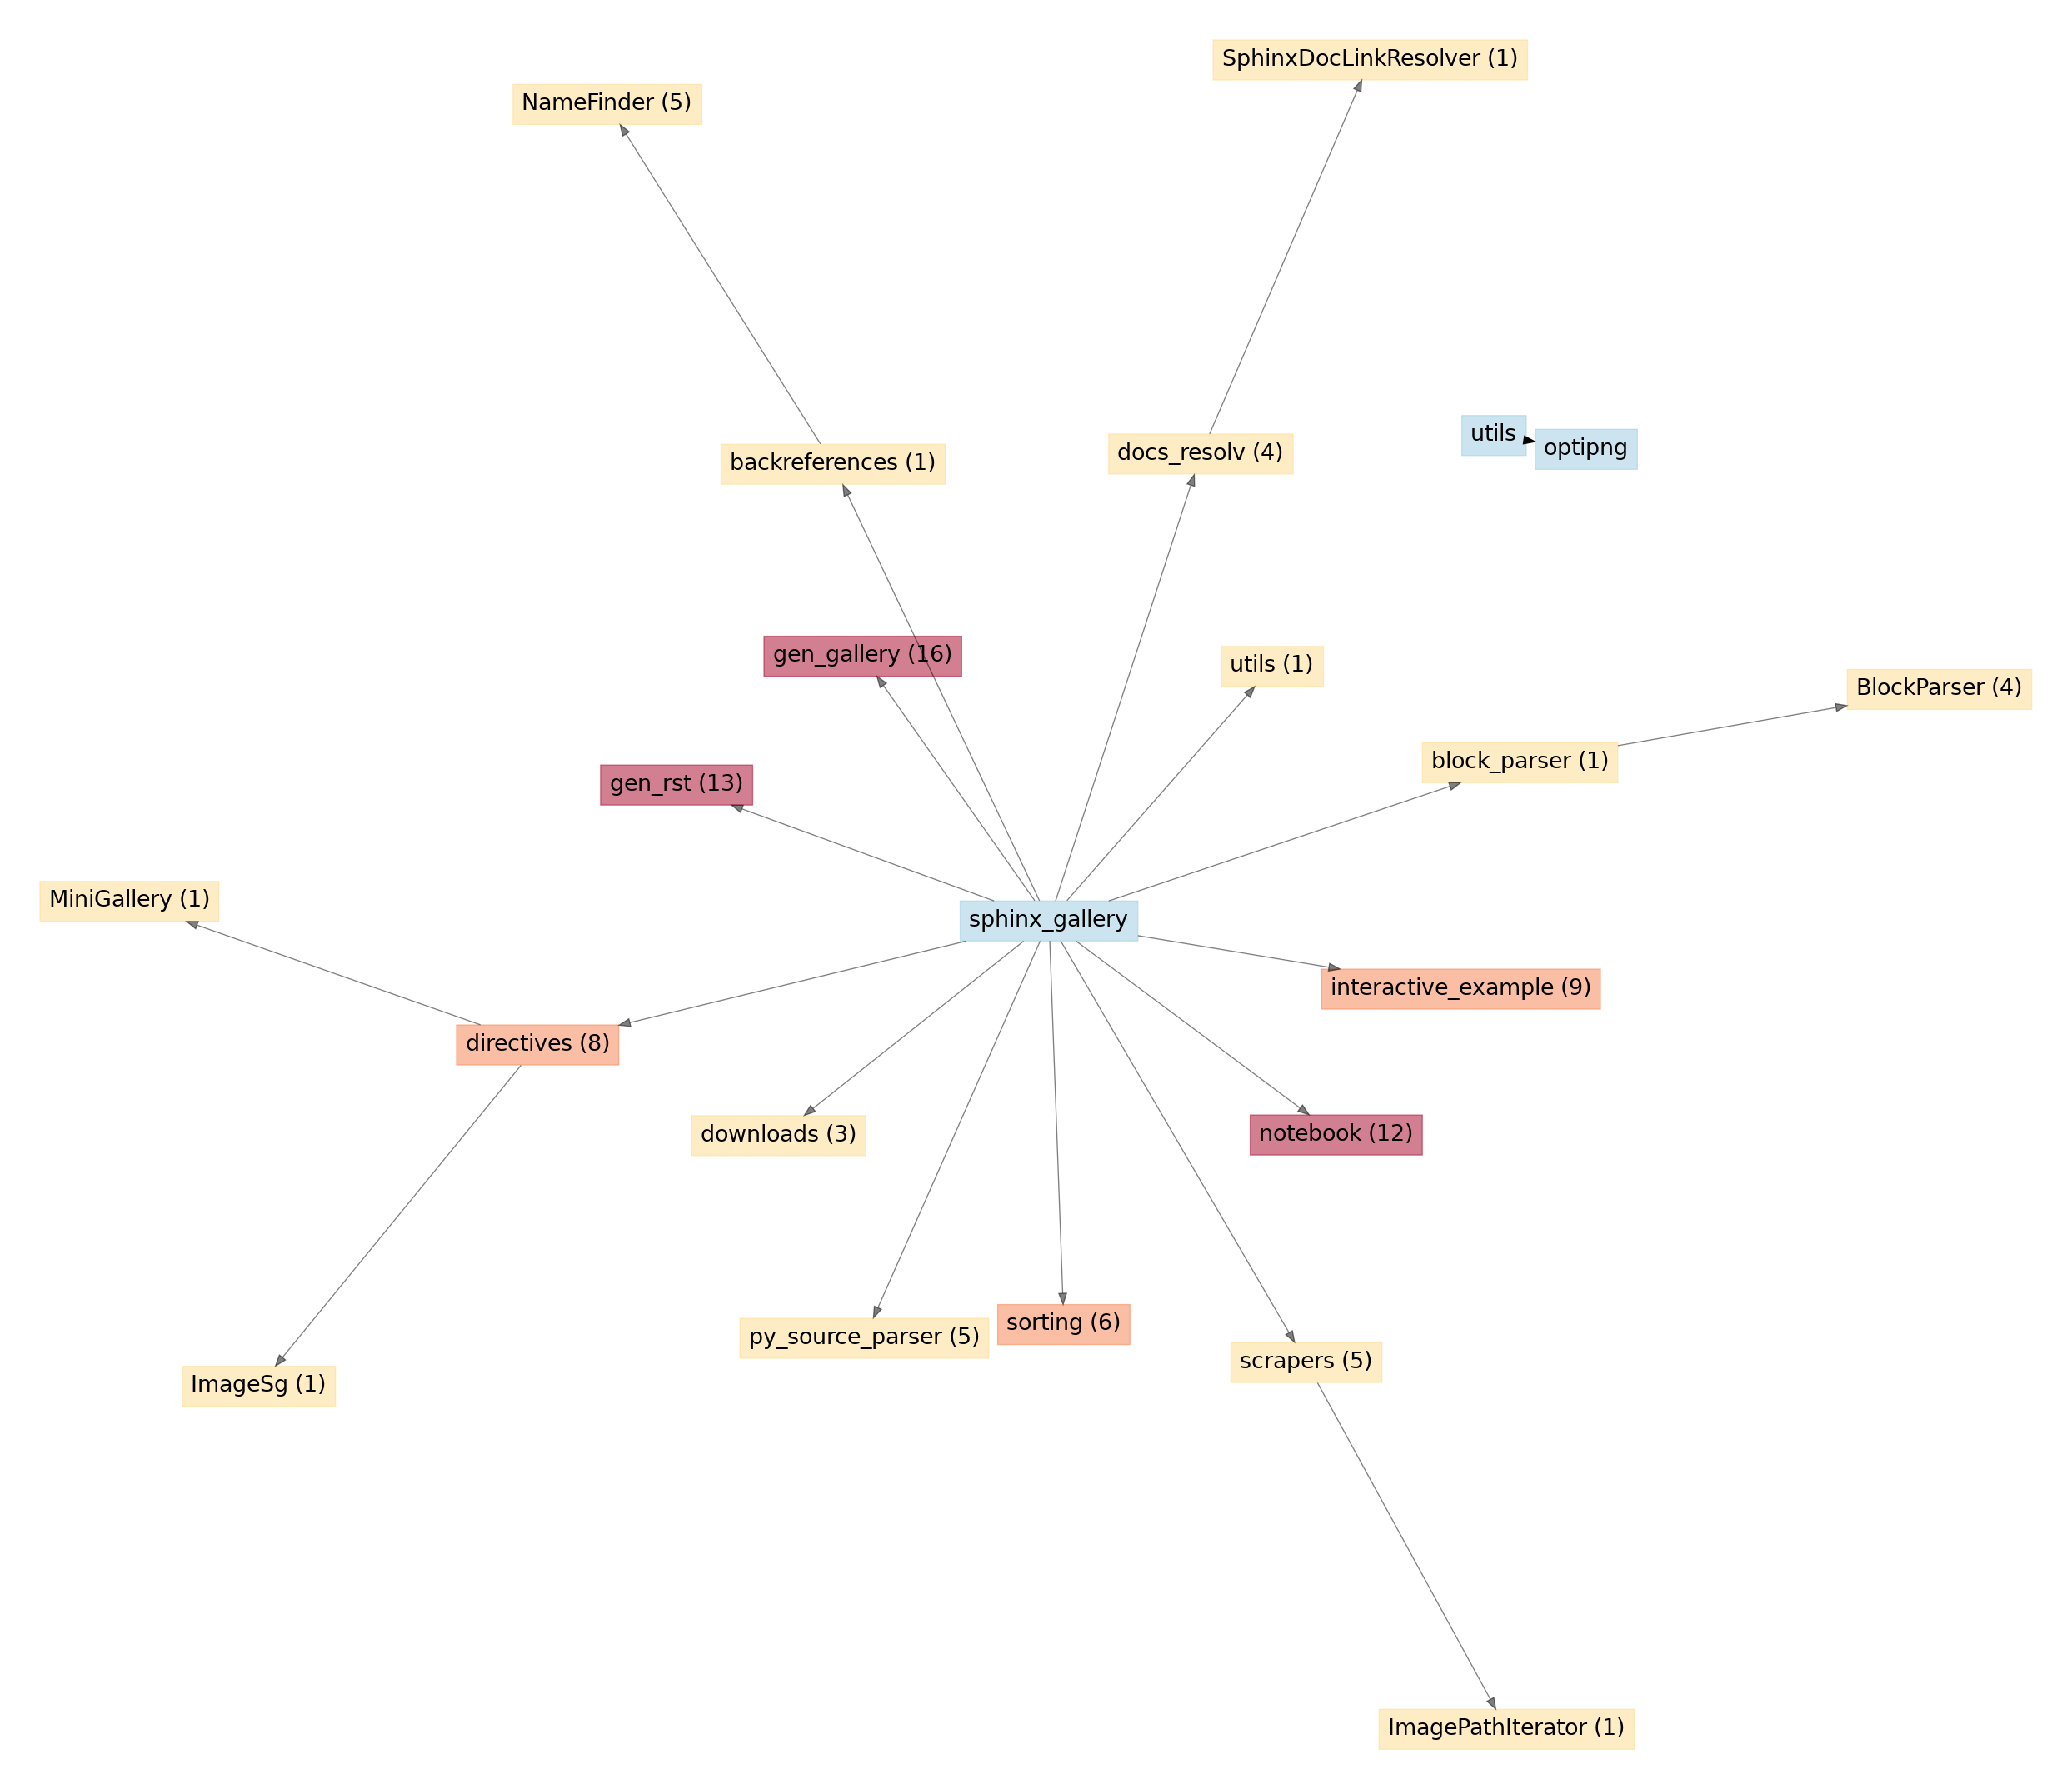 SphinxDocLinkResolver (1)
NameFinder (5)
utils
optipng
docs_resolv (4)
backreferences (1)
gen_gallery (16)
utils (1)
BlockParser (4)
block_parser (1)
gen_rst (13)
MiniGallery (1)
sphinx_gallery
interactive_example (9)
directives (8)
downloads (3)
notebook (12)
py_source_parser (5)
sorting (6)
scrapers (5)
ImageSg (1)
ImagePathIterator (1)